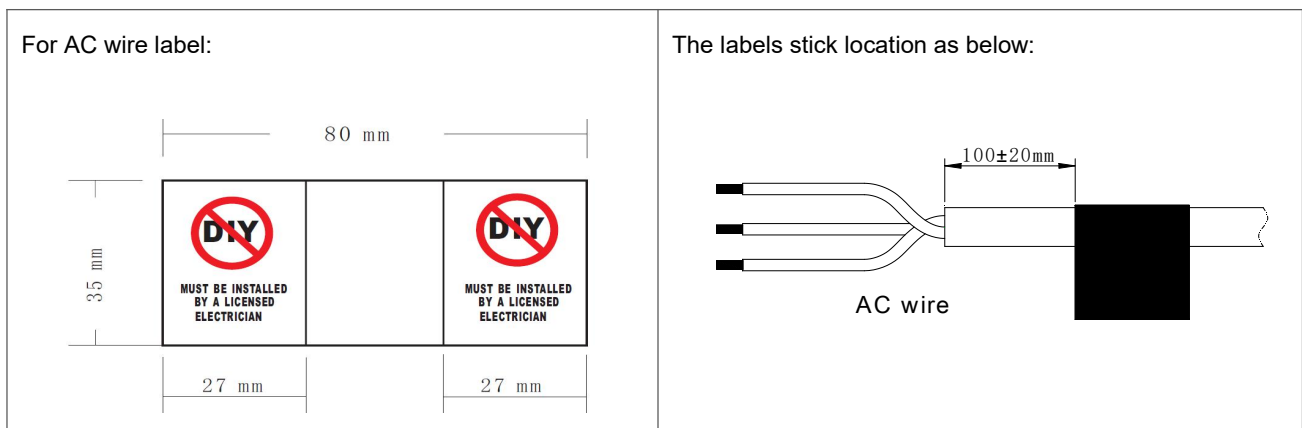 For AC wire label:
80 mm
35 mm
DIY
MUST BE INSTALLED
BY A LICENSED
ELECTRICIAN
DIY
MUST BE INSTALLED
BY A LICENSED
ELECTRICIAN
27 mm
27 mm
The labels stick location as below:
100±20mm
AC wire